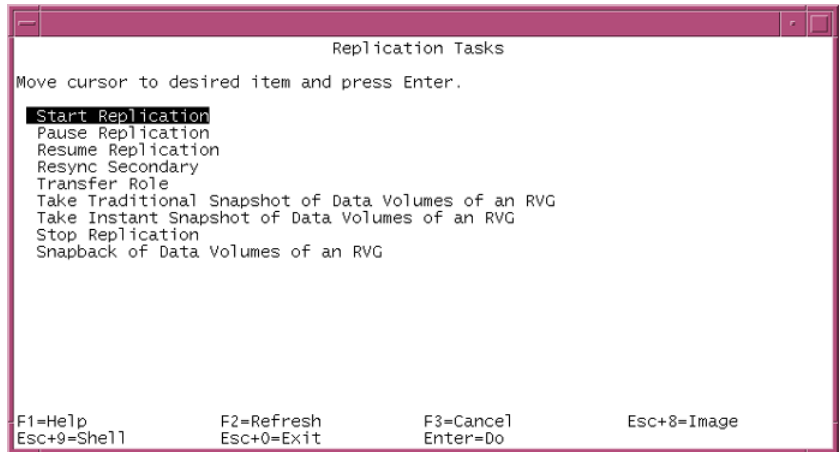 Replication Tasks
Move cursor to desired item and press Enter.
Start Replication
Pause Replication
Resume Replication
Resync Secondary
Transfer Role
Take Traditional Snapshot of Data Volumes of an RVG
Take Instant Snapshot of Data Volumes of an RVG
Stop Replication
Snapback of Data Volumes of an RVG
F1=Help F2=Refresh F3=Cancel Esc+8=Image
Esc+9=Shell Esc+0=Exit Enter=Do